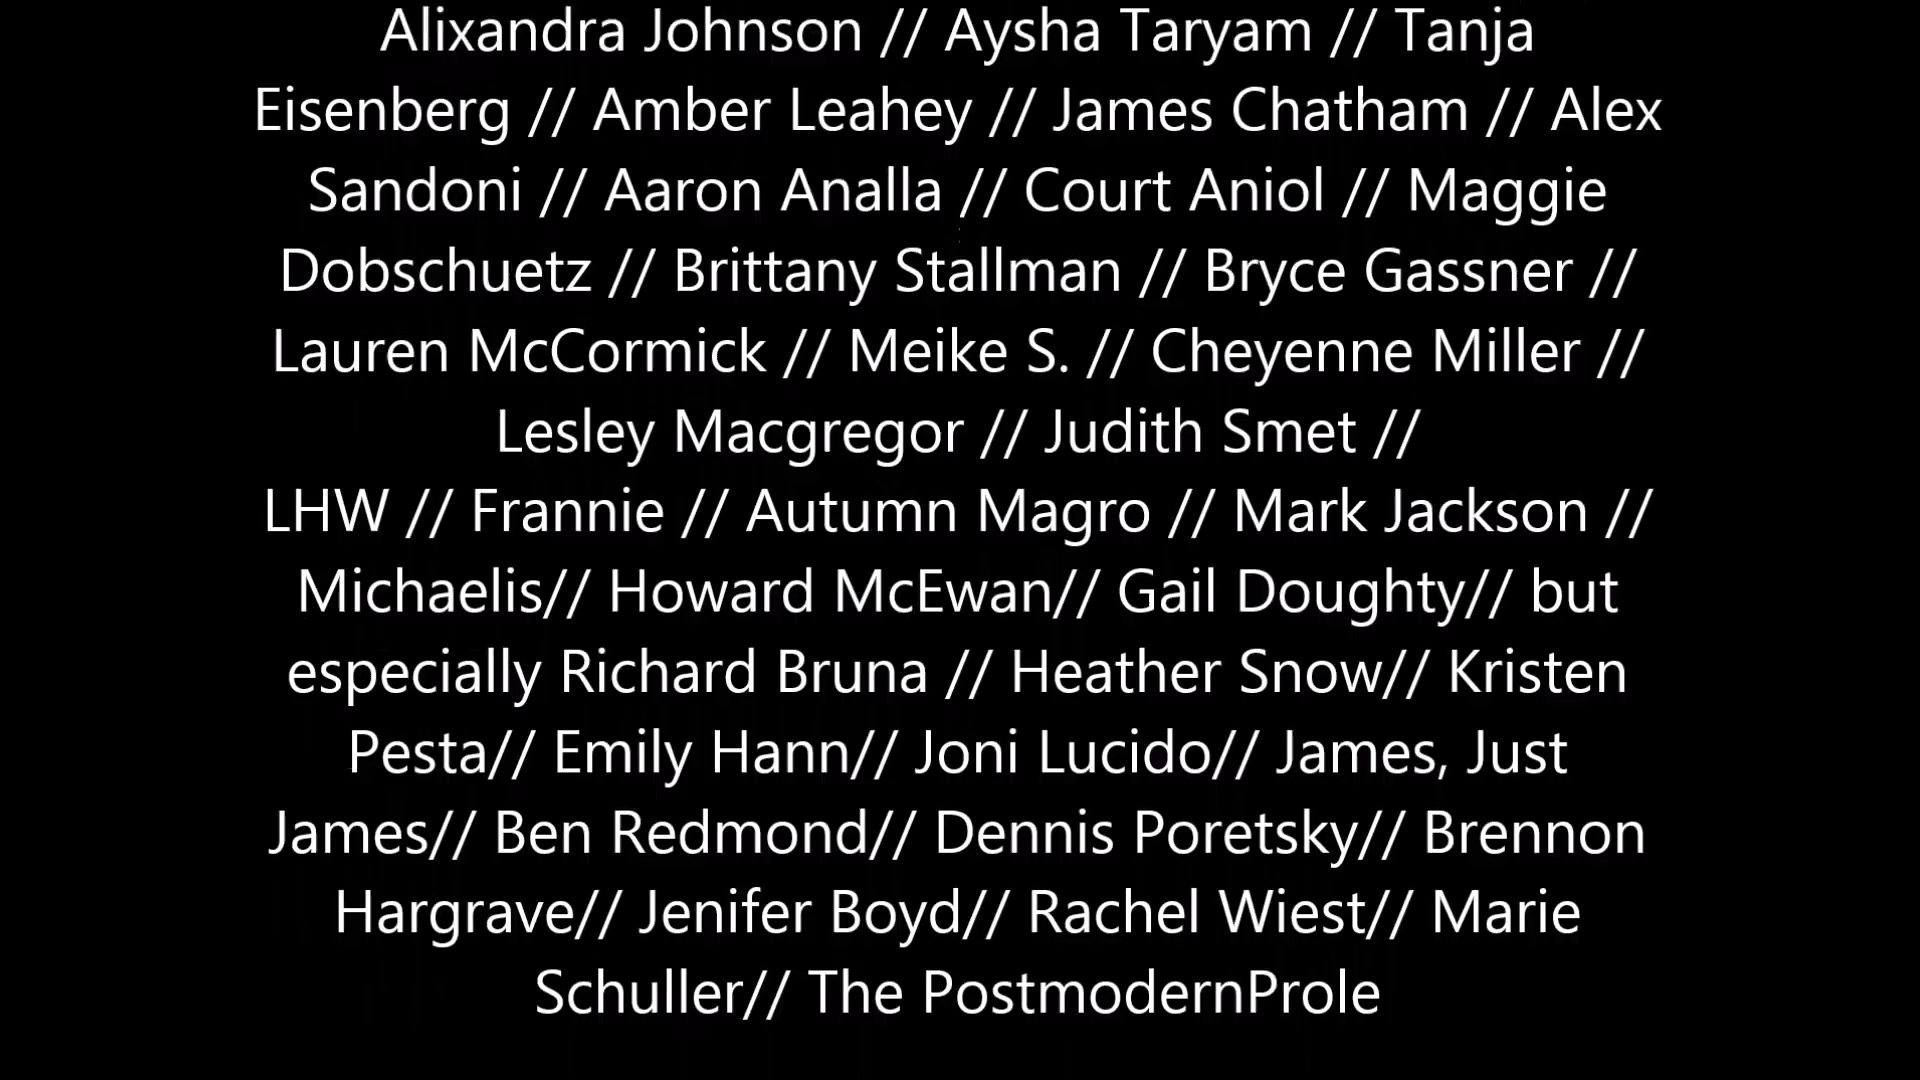 Alixandra Johnson // Aysha Taryam // Tanja
Eisenberg // Amber Leahey // James Chatham // Alex
Sandoni // Aaron Analla // Court Aniol // Maggie
Dobschuetz // Brittany Stallman // Bryce Gassner //
Lauren McCormick // Meike S. // Cheyenne Miller //
Lesley Macgregor // Judith Smet //
LHW // Frannie // Autumn Magro // Mark Jackson //
Michaelis// Howard McEwan// Gail Doughty// but
especially Richard Bruna // Heather Snow// Kristen
Pesta// Emily Hann// Joni Lucido// James, Just
James// Ben Redmond// Dennis Poretsky// Brennon
Hargrave// Jenifer Boyd// Rachel Wiest// Marie
Schuller// The PostmodernProle